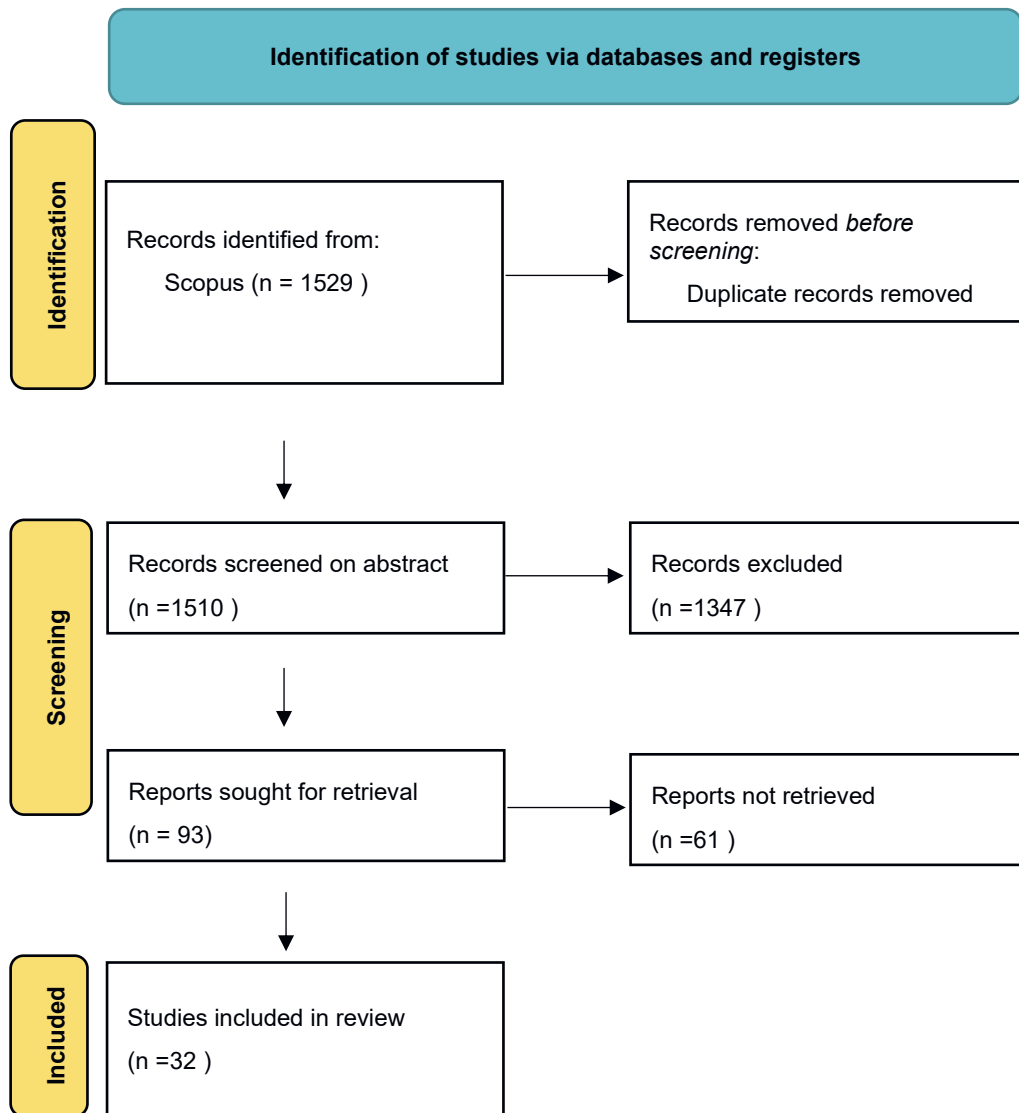 Identification of studies via databases and registers
Identification
Records identified from:
Scopus (n = 1529 )
Records removed before
screening:
Duplicate records removed
Screening
Records screened on abstract
(n =1510 )
Records excluded
(n =1347 )
Reports sought for retrieval
(n = 93)
Reports not retrieved
(n =61 )
Included
Studies included in review
(n =32 )